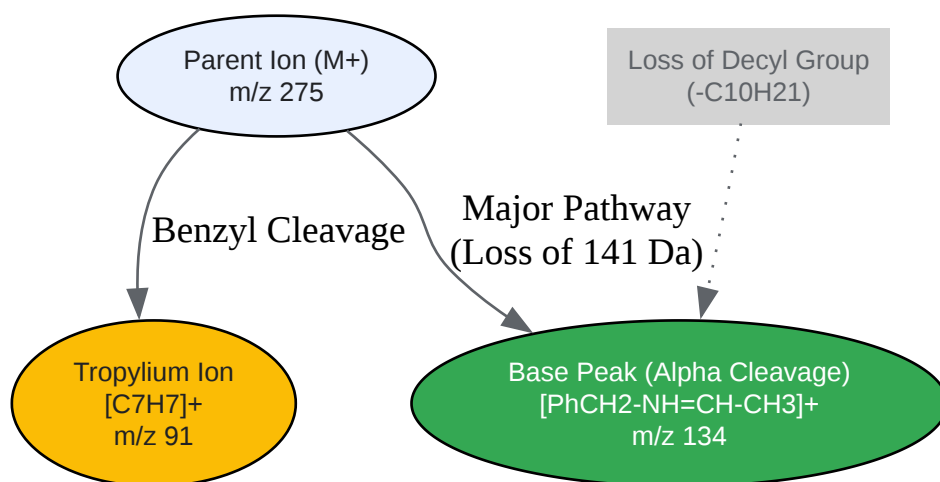 Parent Ion (M+)
m/z 275
Loss of Decyl Group
(-C10H21)
Benzyl Cleavage
Major Pathway
(Loss of 141 Da)
Tropylium Ion
[C7H7]+
m/z 91
Base Peak (Alpha Cleavage)
[PhCH2-NH=CH-CH3]+
m/z 134